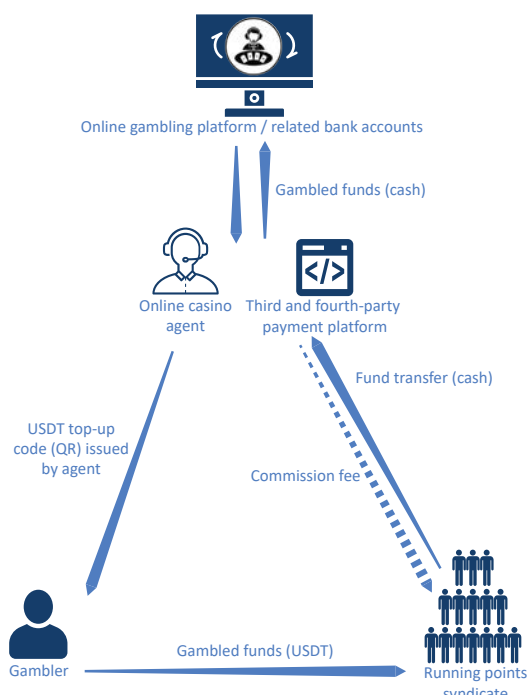 Online gambling platform / related bank accounts
Gambled funds (cash)
Online casino
agent
Third and fourth-party
payment platform
Fund transfer (cash)
USDT top-up
code (QR) issued
by agent
Commission fee
Gambled funds (USDT)
Gambler
Running points
syndicate